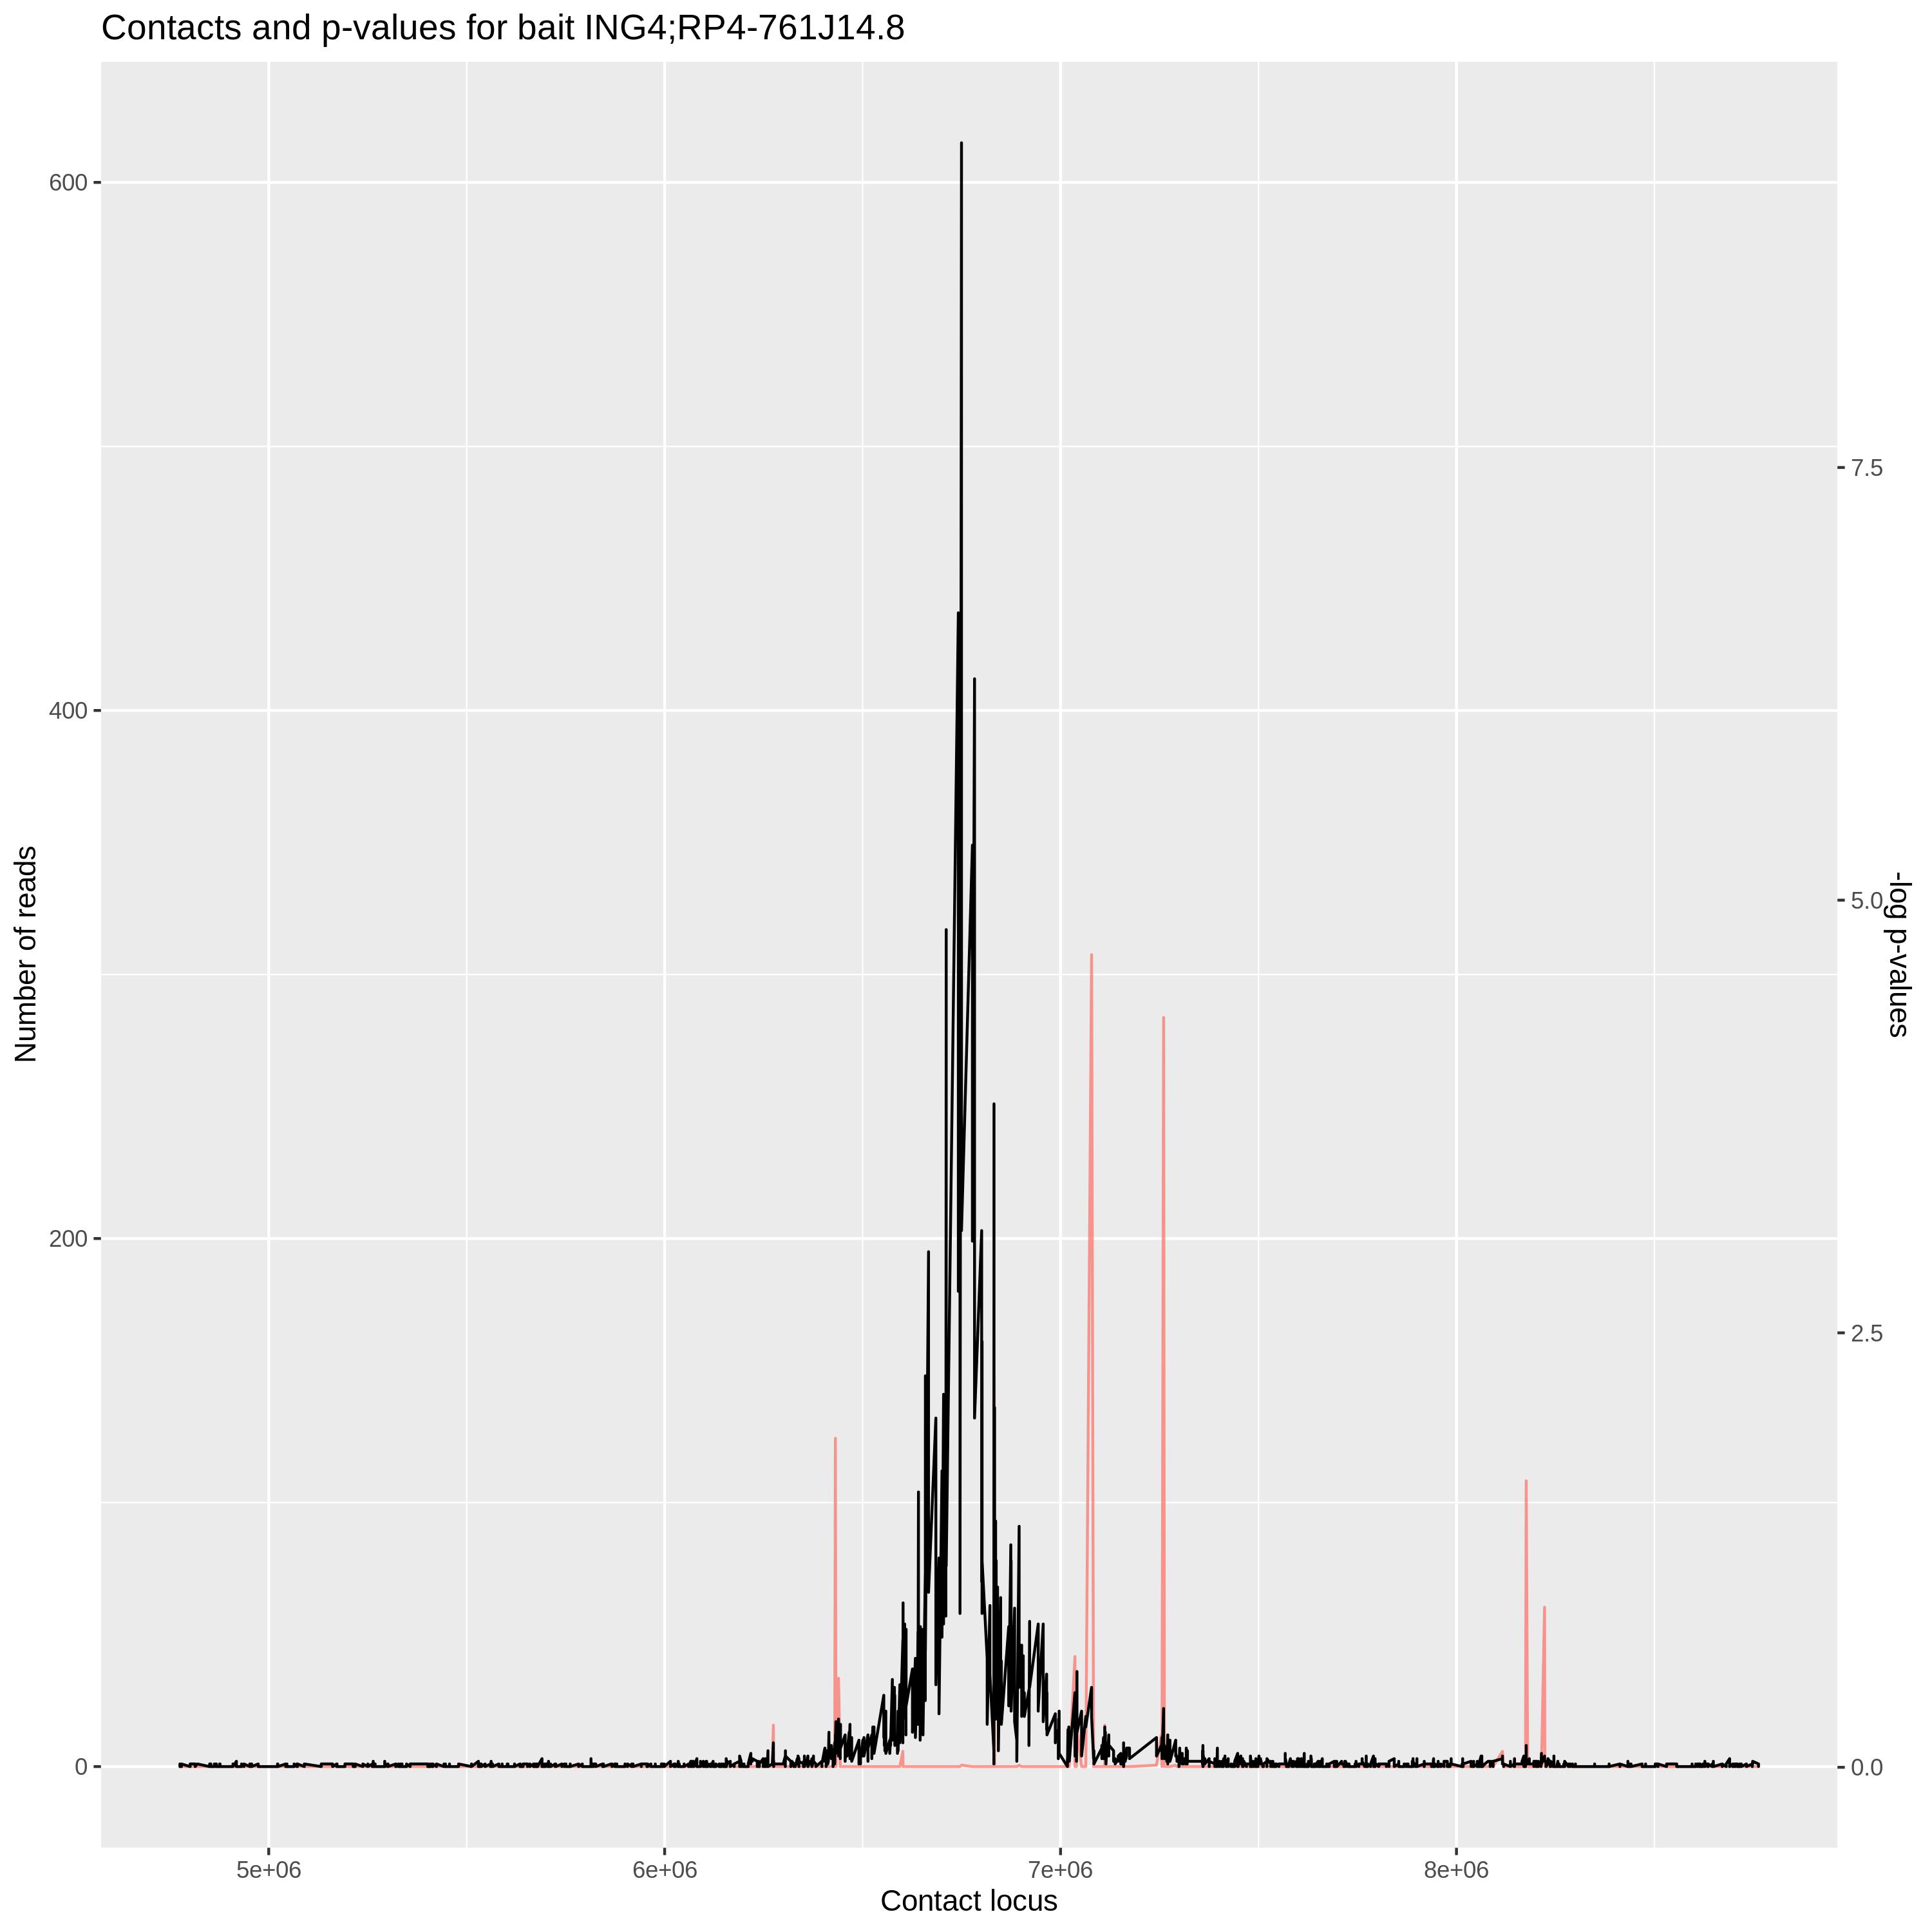 Contacts and p-values for bait ING4;RP4-761J14.8
600
400
200
0
Number of reads
7.5
5.0
2.5
0.0
-log p-values
5e+06
6e+06
7e+06
8e+06
Contact locus